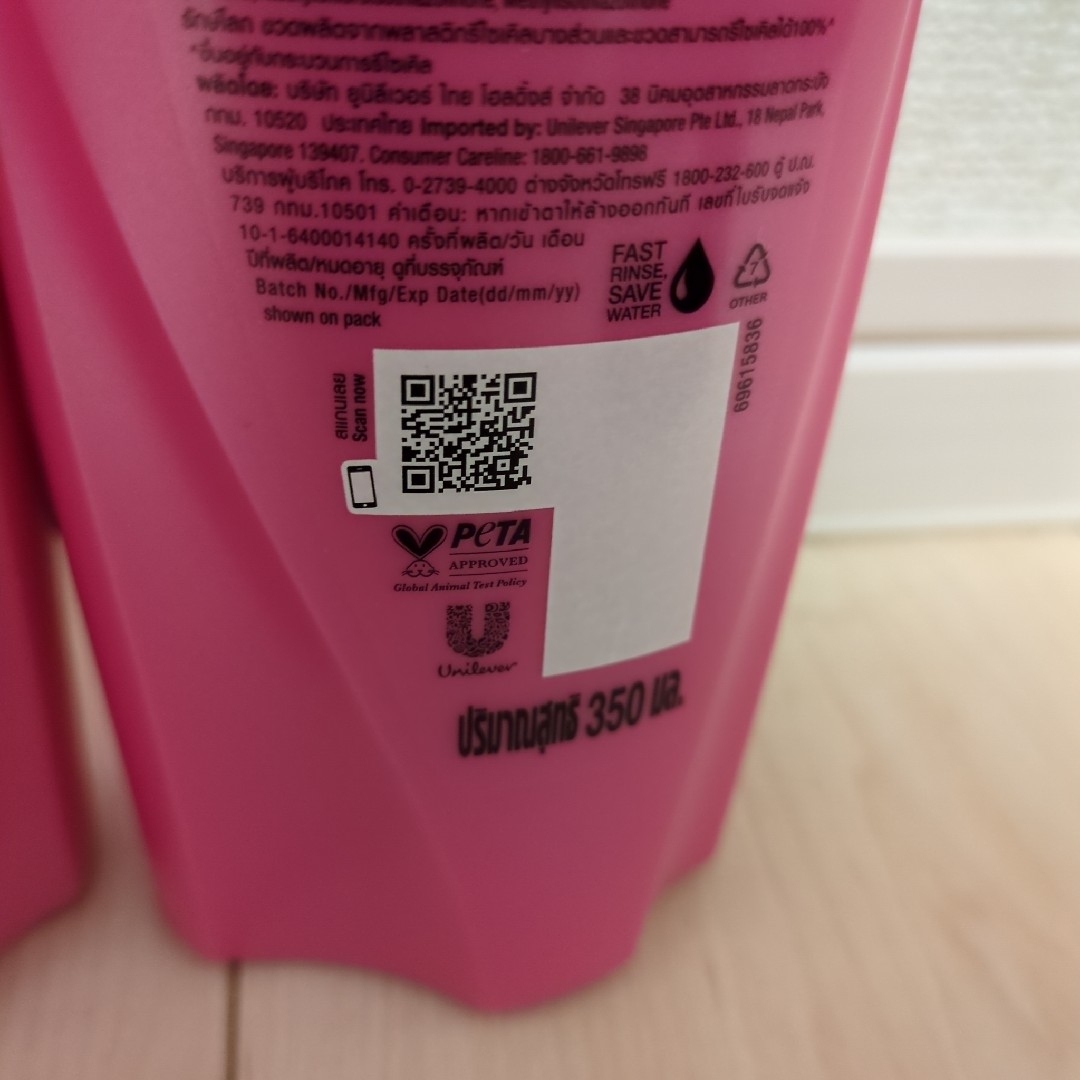 รักษ์โลก ขวดผลิตจากพลาสติกรีไซเคิลบางส่วนและขวดสามารถรีไซเคิลได้100%*
*ขึ้นอยู่กับกระบวนการรีไซเคิล
ผลิตโดย: บริษัท ยูนิลีเวอร์ ไทย โฮลดิ้งส์ จำกัด 38 นิคมอุตสาหกรรมลาดกระบัง
กทม. 10520 ประเทศไทย Imported by: Unilever Singapore Pte Ltd., 18 Nepal Park,
Singapore 139407. Consumer Careline: 1800-661-9896
บริการผู้บริโภค โทร. 0-2739-4000 ต่างจังหวัดโทรฟรี 1800-232-600 ตู้ ป.ณ.
739 กทม.10501 คำเตือน: หากเข้าตาให้ล้างออกทันที เลขที่ใบรับจดแจ้ง
10-1-6400014140 ครั้งที่ผลิต/วัน เดือน
ปีที่ผลิต/หมดอายุ ดูที่บรรจุภัณฑ์
Batch No./Mfg/Exp Date(dd/mm/yy)
shown on pack
FAST
RINSE,
SAVE
WATER
7
OTHER
69615836
สแกนเลย
Scan now
PeTA
APPROVED
Global Animal Test Policy
Unilever
ปริมาณสุทธิ 350 มล.